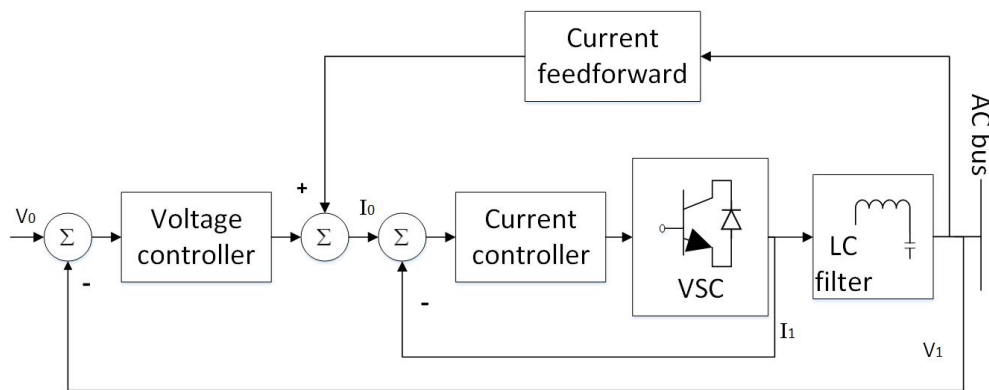 Current
feedforward
AC bus
+
V₀
Σ
-
Voltage
controller
Σ
I₀
Σ
-
Current
controller
VSC
I₁
LC
filter
V₁